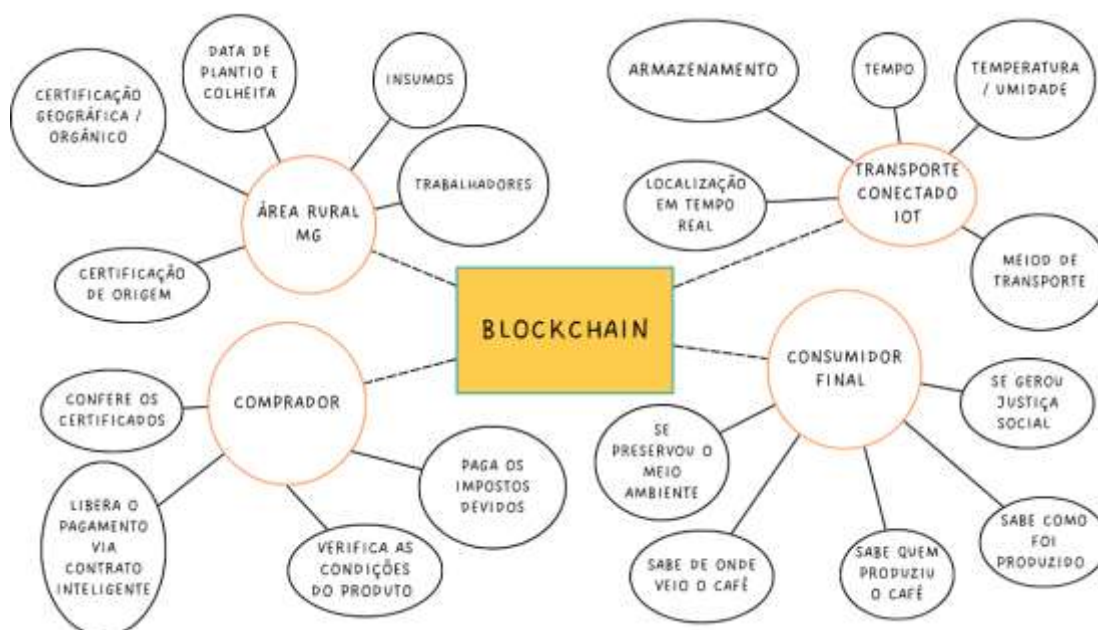 DATA DE
PLANTIO E
COLHEITA
INSUMOS
CERTIFICAÇÃO
GEOGRÁFICA /
ORGÂNICO
TRABALHADORES
ÁREA RURAL
MG
CERTIFICAÇÃO
DE ORIGEM
ARMAZENAMENTO
TEMPO
TEMPERATURA
/ UMIDADE
LOCALIZAÇÃO
EM TEMPO
REAL
TRANSPORTE
CONECTADO
IOT
MEIOD DE
TRANSPORTE
BLOCKCHAIN
COMPRADOR
CONFERE OS
CERTIFICADOS
LIBERA O
PAGAMENTO
VIA
CONTRATO
INTELIGENTE
VERIFICA AS
CONDIÇÕES
DO PRODUTO
PAGA OS
IMPOSTOS
DEVIDOS
CONSUMIDOR
FINAL
SE GEROU
JUSTIÇA
SOCIAL
SE
PRESERVOU O
MEIO
AMBIENTE
SABE DE ONDE
VEIO O CAFÉ
SABE QUEM
PRODUZIU
O CAFÉ
SABE COMO
FOI
PRODUZIDO